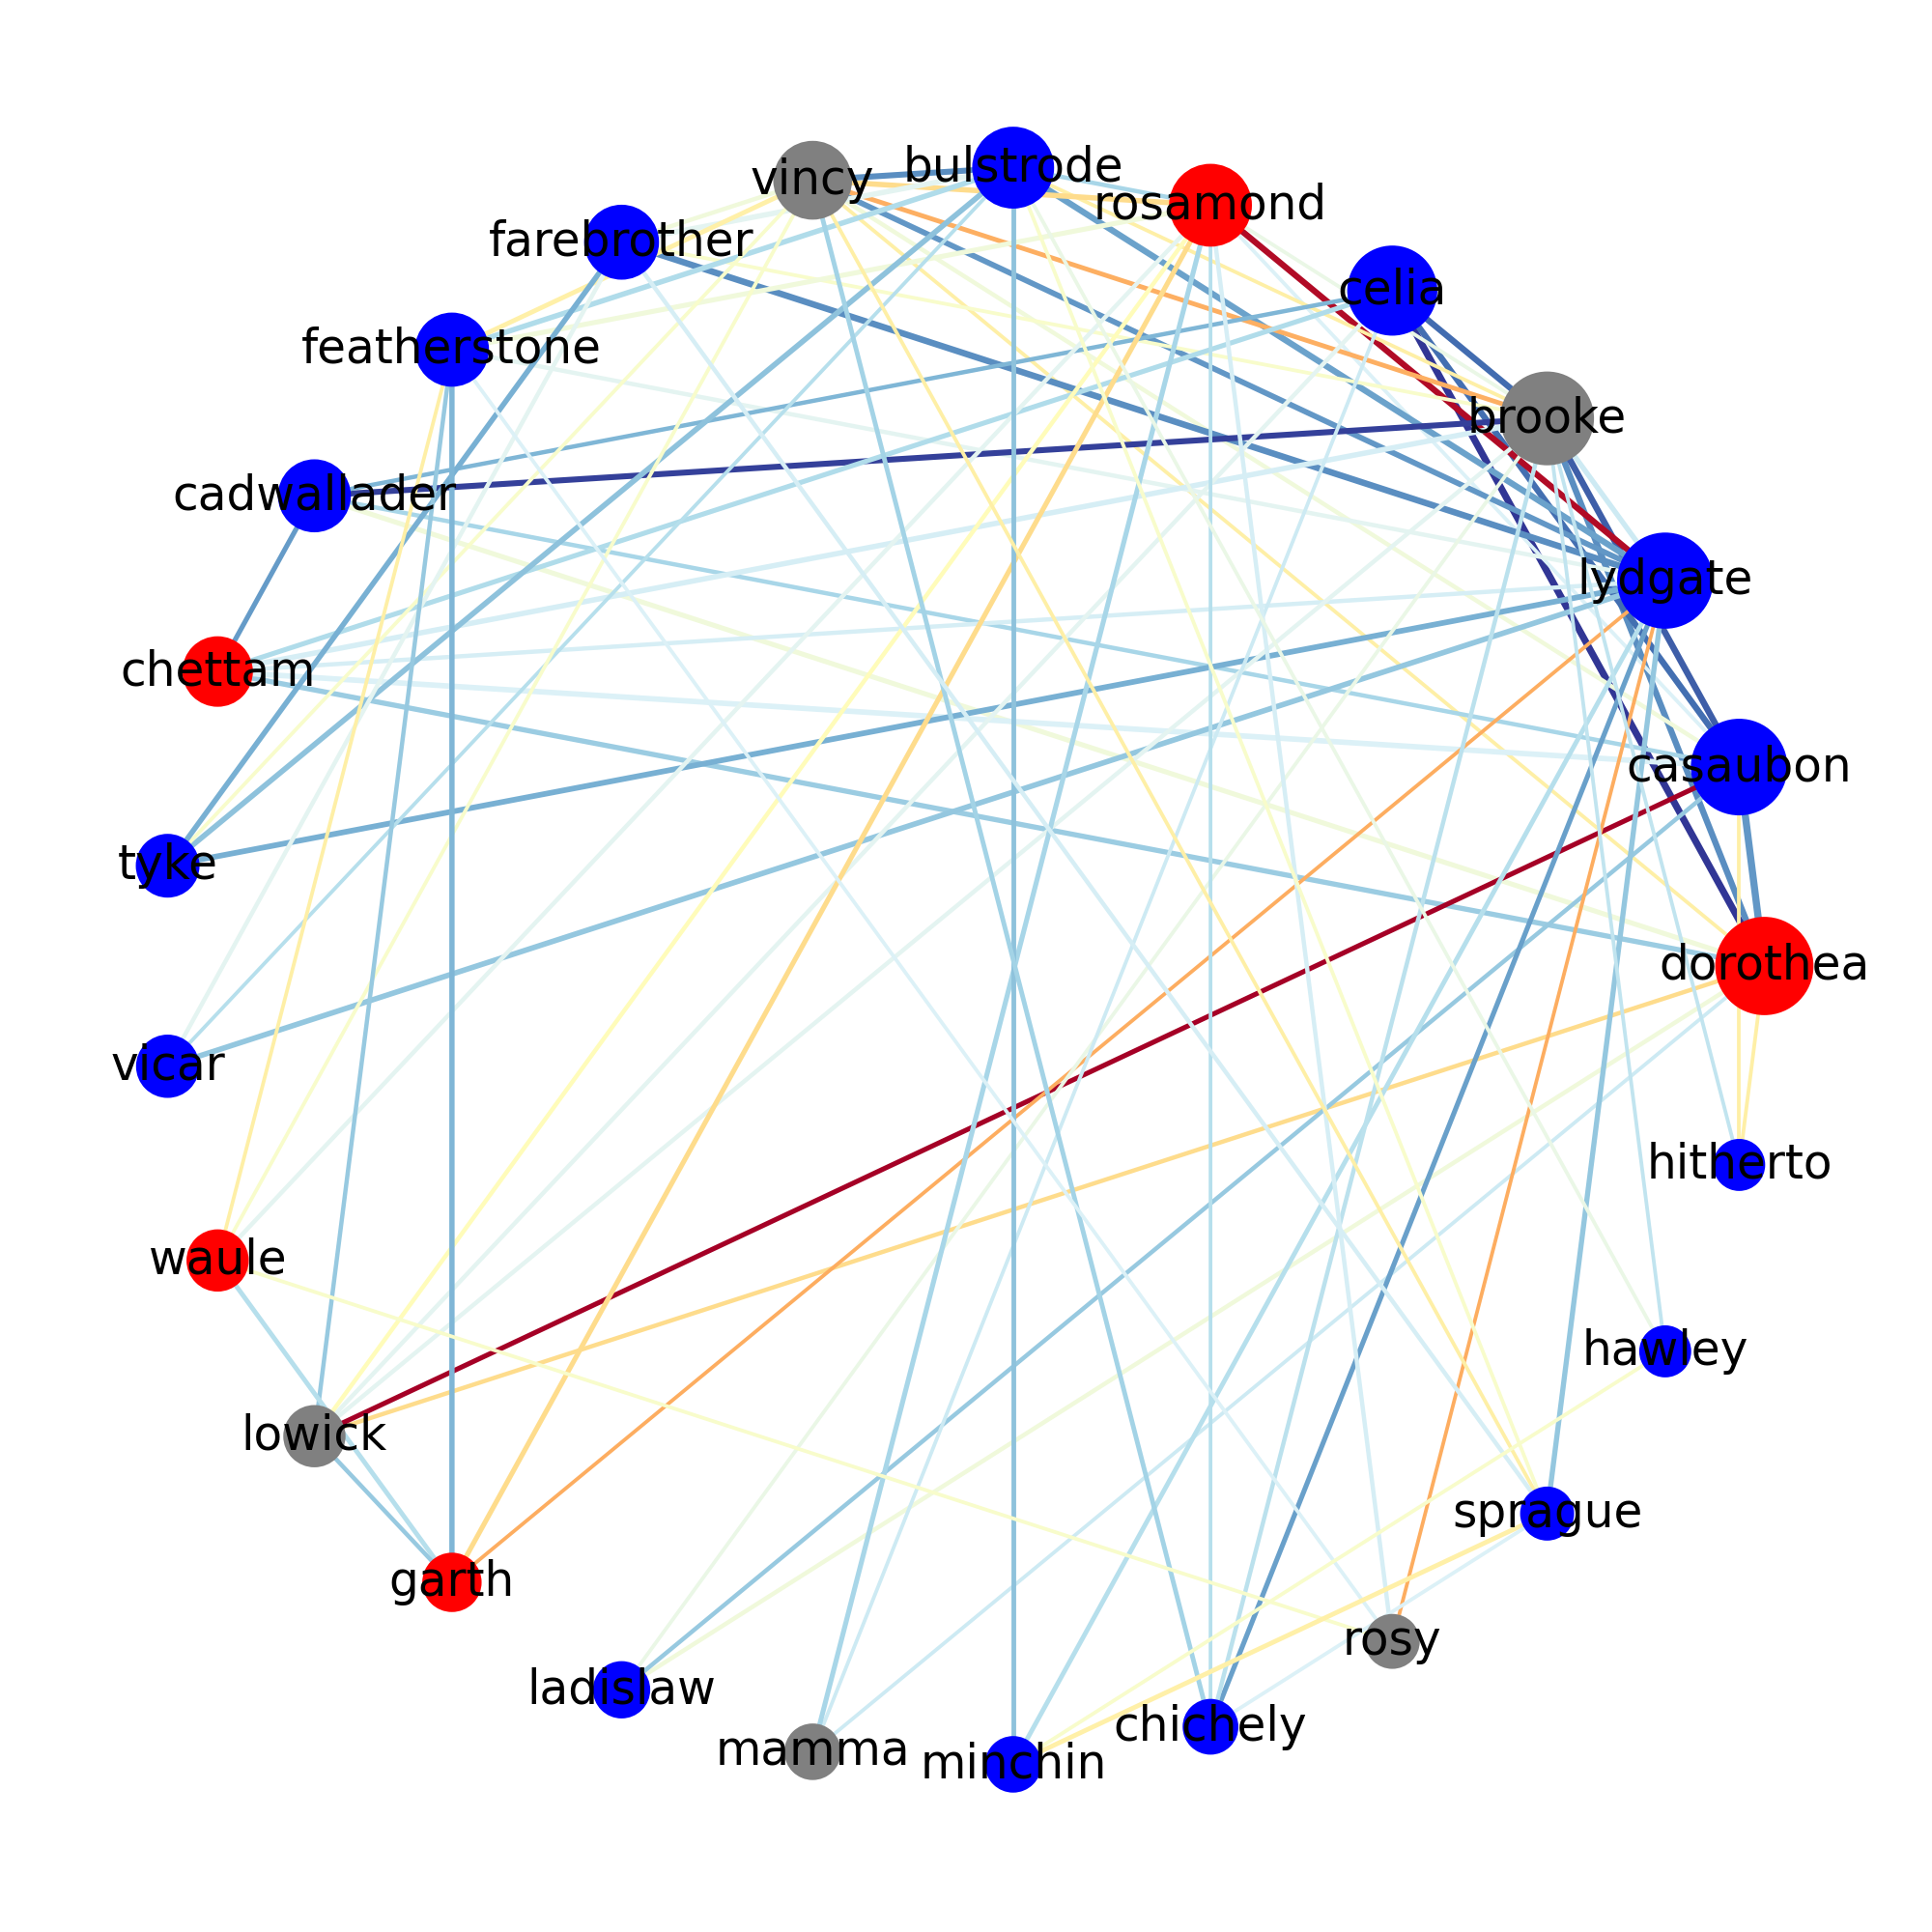 bulstrode
vincy
rosamond
farebrother
celia
featherstone
brooke
cadwallader
lydgate
chettam
casaubon
tyke
dorothea
vicar
hitherto
waule
hawley
lowick
sprague
garth
rosy
ladislaw
chichely
mamma
minchin